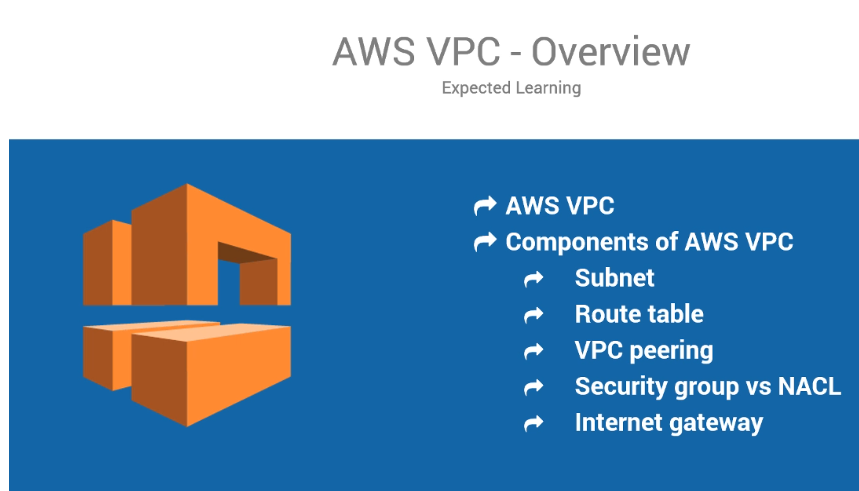 AWS VPC - Overview
Expected Learning
AWS VPC
Components of AWS VPC
Subnet
Route table
VPC peering
Security group vs NACL
Internet gateway